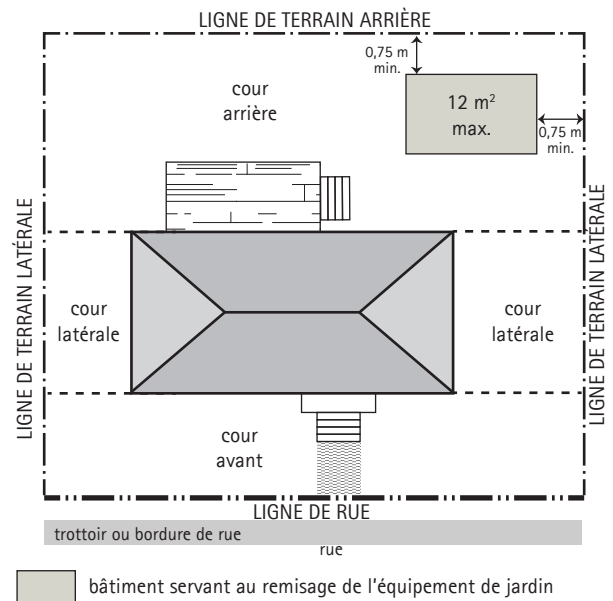 LIGNE DE TERRAIN ARRIÈRE
0,75 m
min.
cour
arrière
12 m²
max.
0,75 m
min.
LIGNE DE TERRAIN LATÉRALE
cour
latérale
cour
latérale
LIGNE DE TERRAIN LATÉRALE
cour
avant
LIGNE DE RUE
trottoir ou bordure de rue
rue
bâtiment servant au remisage de l'équipement de jardin